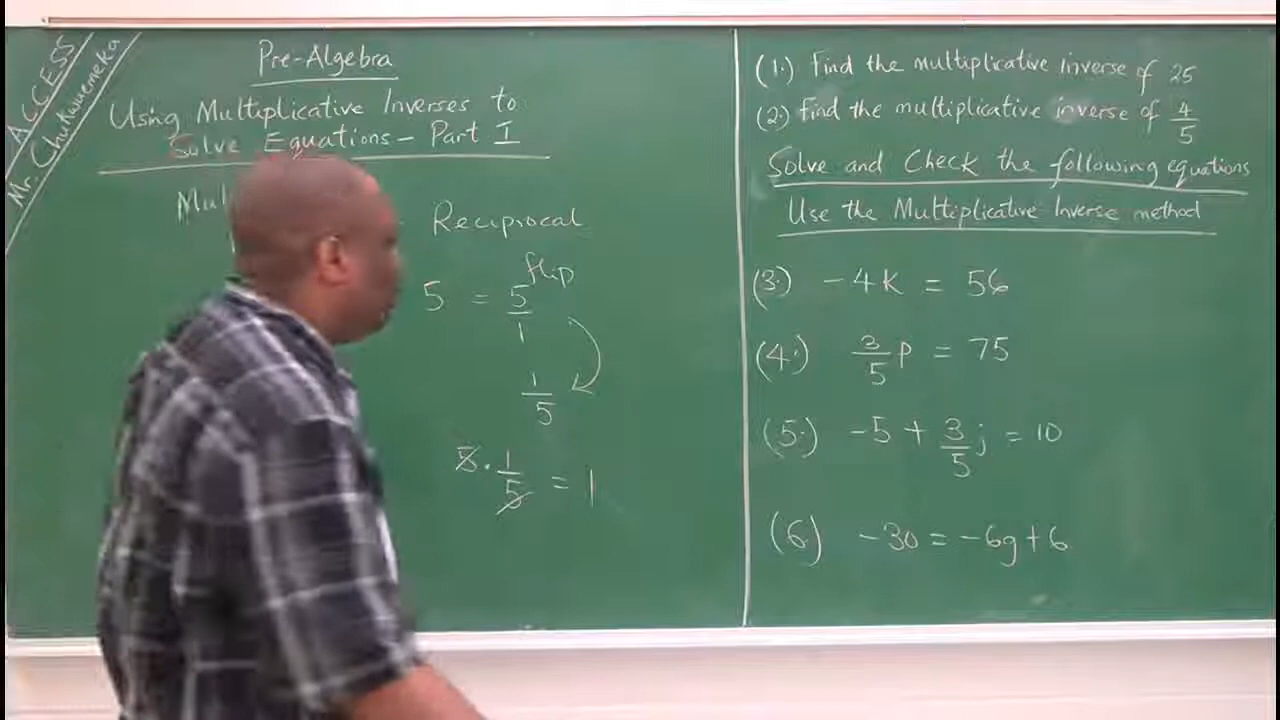 ACCESS
Mr. Chukwuemeka
Pre-Algebra
Using Multiplicative Inverses to
Solve Equations - Part I
Mul
Reciprocal
flip
5 = 5/1
1/5
5 · 1/5 = 1
(1.) Find the multiplicative inverse of 25
(2.) Find the multiplicative inverse of 4/5
Solve and Check the following equations
Use the Multiplicative Inverse method
(3.) -4k = 56
(4.) 3/5 p = 75
(5.) -5 + 3/5 j = 10
(6) -30 = -6g + 6